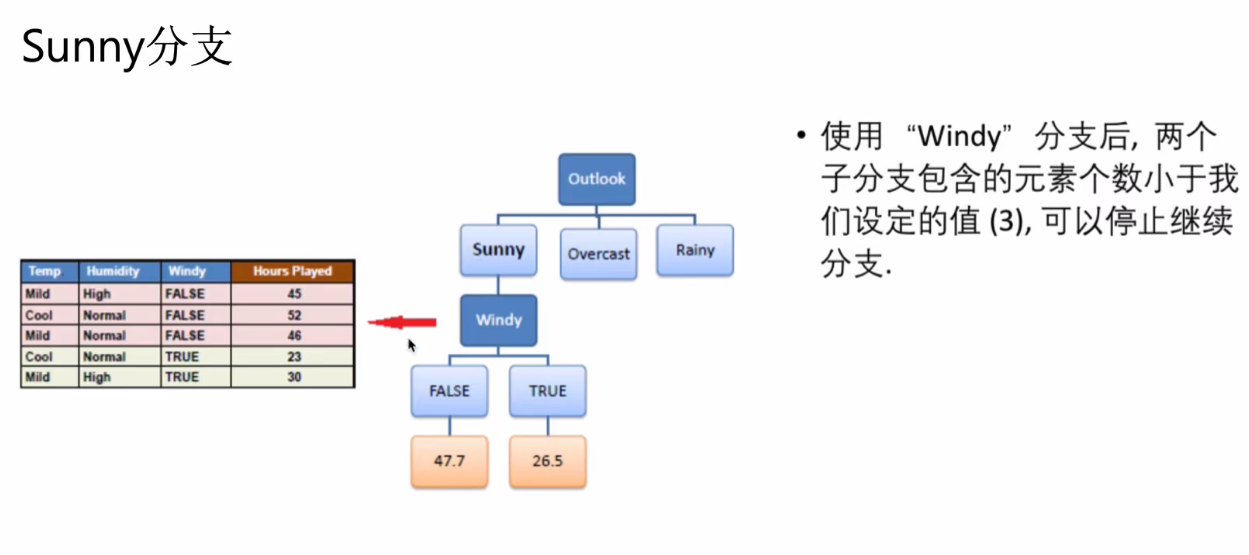 Sunny分支
Temp Humidity Windy Hours Played
Mild High FALSE 45
Cool Normal FALSE 52
Mild Normal FALSE 46
Cool Normal TRUE 23
Mild High TRUE 30
Outlook
Sunny Overcast Rainy
Windy
FALSE TRUE
47.7 26.5
• 使用 “Windy” 分支后, 两个
子分支包含的元素个数小于我
们设定的值 (3), 可以停止继续
分支.